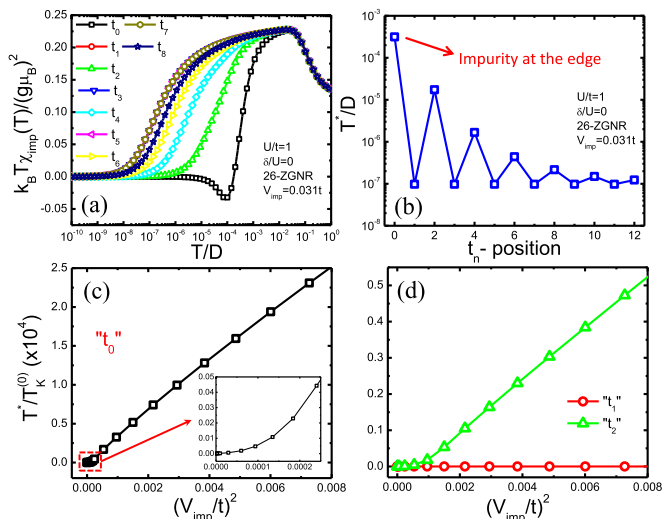 0.25
0.20
0.15
0.10
0.05
0.00
-0.05
k_B T χ_imp(T)/(gμ_B)^2
t_0
t_1
t_2
t_3
t_4
t_5
t_6
t_7
t_8
U/t=1
δ/U=0
26-ZGNR
V_imp=0.031t
(a)
10^-10 10^-9 10^-8 10^-7 10^-6 10^-5 10^-4 10^-3 10^-2 10^-1 10^0
T/D
10^-3
10^-4
10^-5
10^-6
10^-7
10^-8
T^*/D
Impurity at the edge
U/t=1
δ/U=0
26-ZGNR
V_imp=0.031t
(b)
0 2 4 6 8 10 12
t_n- position
2.5
2.0
1.5
1.0
0.5
0.0
T^*/T_K^(0) (x10^4)
(c)
"t_0"
0.05
0.04
0.03
0.02
0.01
0.00
0.0000 0.0001 0.0002
0.000 0.002 0.004 0.006 0.008
(V_imp/t)^2
(d)
0.5
0.4
0.3
0.2
0.1
0.0
"t_1"
"t_2"
0.000 0.002 0.004 0.006 0.008
(V_imp/t)^2